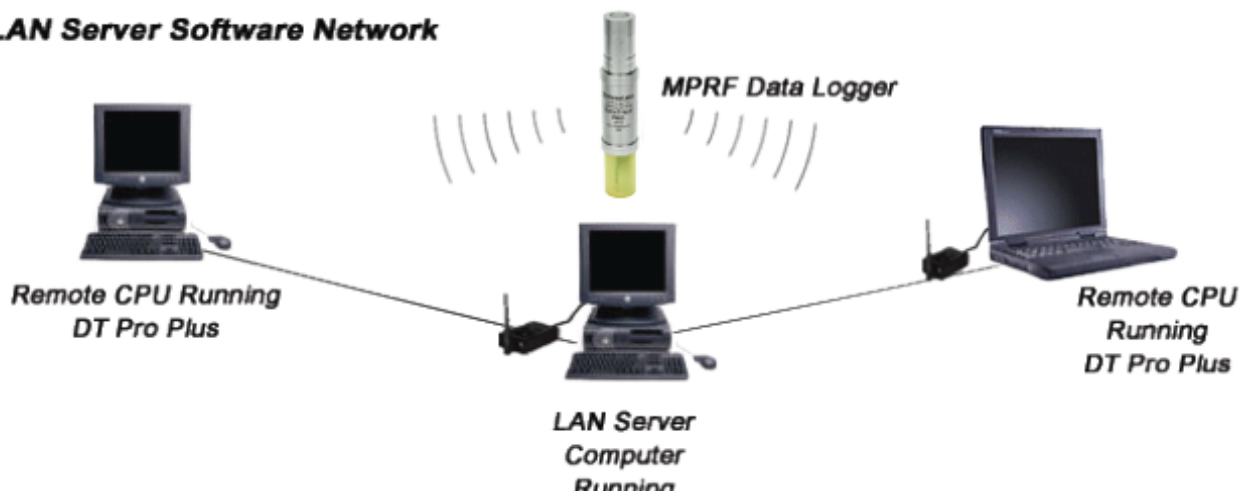 LAN Server Software Network
MPRF Data Logger
Remote CPU Running
DT Pro Plus
Remote CPU
Running
DT Pro Plus
LAN Server
Computer
Running